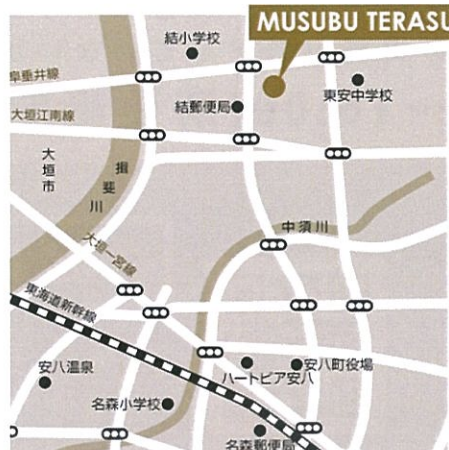 MUSUBU TERASU
結小学校
阜垂井線
結郵便局
東安中学校
大垣江南線
大垣市
揖斐川
中須川
大垣一宮線
東海道新幹線
安八温泉
ハートピア安八
安八町役場
名森小学校
名森郵便局